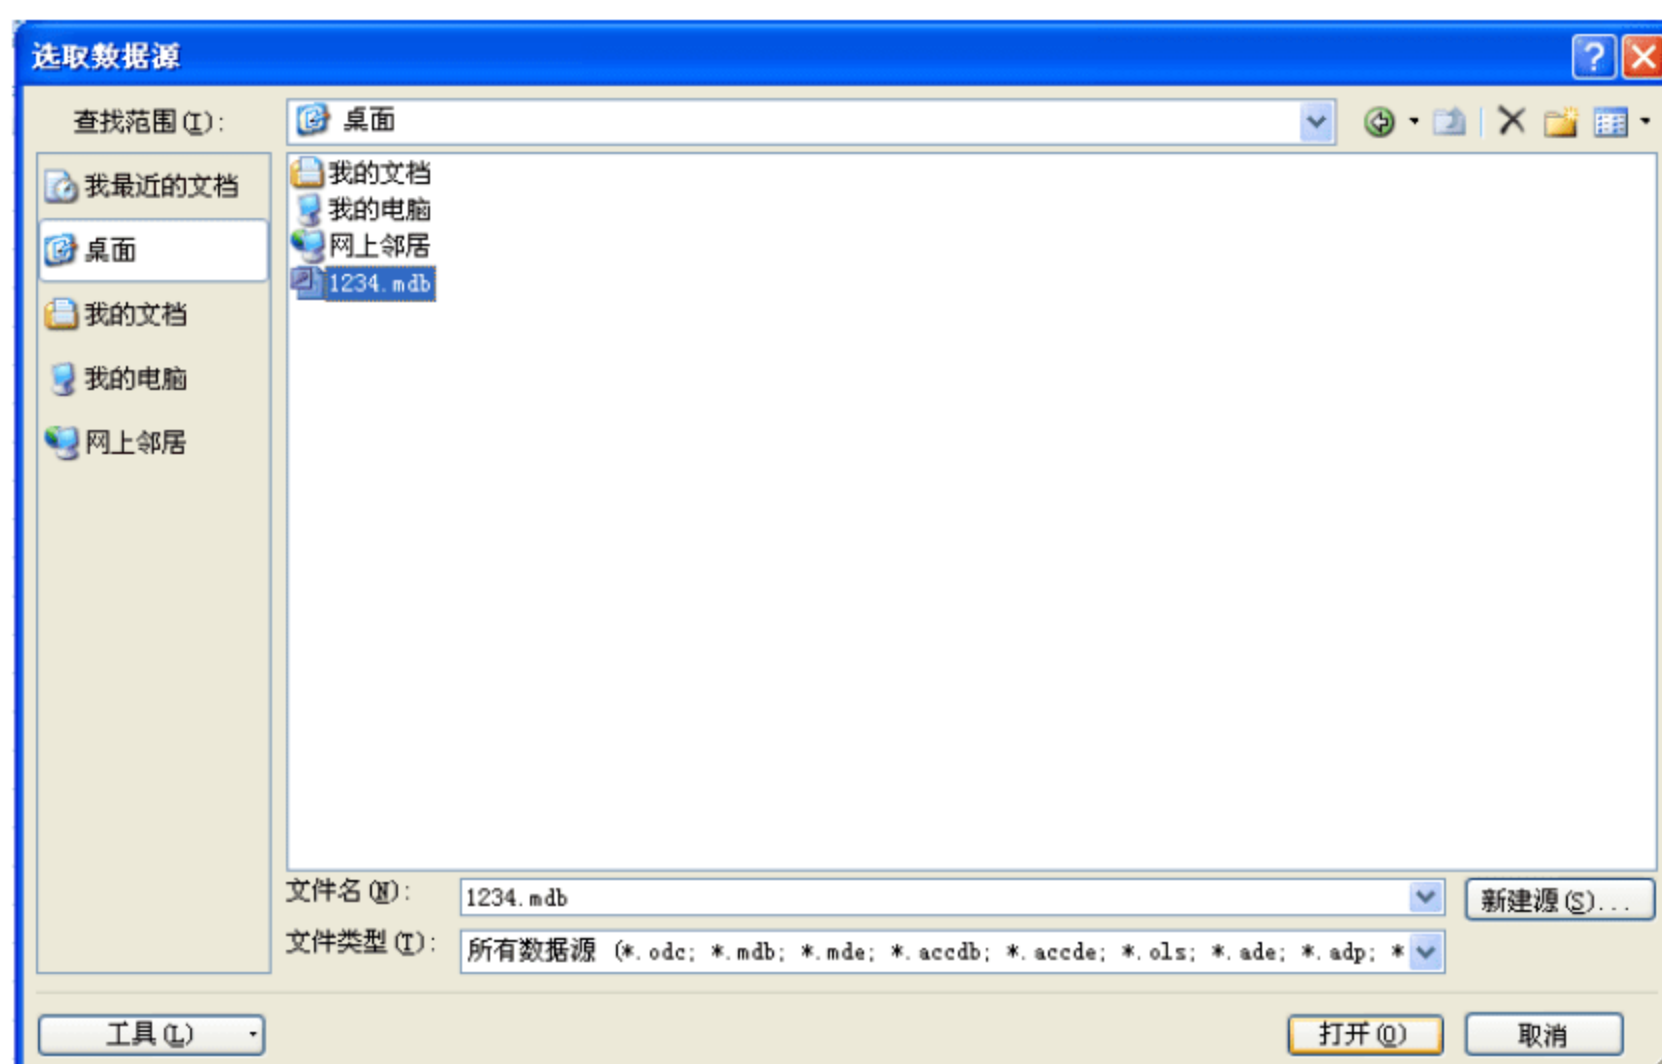 选取数据源
查找范围(I):
桌面
我最近的文档
桌面
我的文档
我的电脑
网上邻居
我的文档
我的电脑
网上邻居
1234.mdb
文件名(N):
1234.mdb
新建源(S)...
文件类型(T):
所有数据源 (*.odc; *.mdb; *.mde; *.accdb; *.accde; *.ols; *.ade; *.adp; *
工具(L)
打开(O)
取消